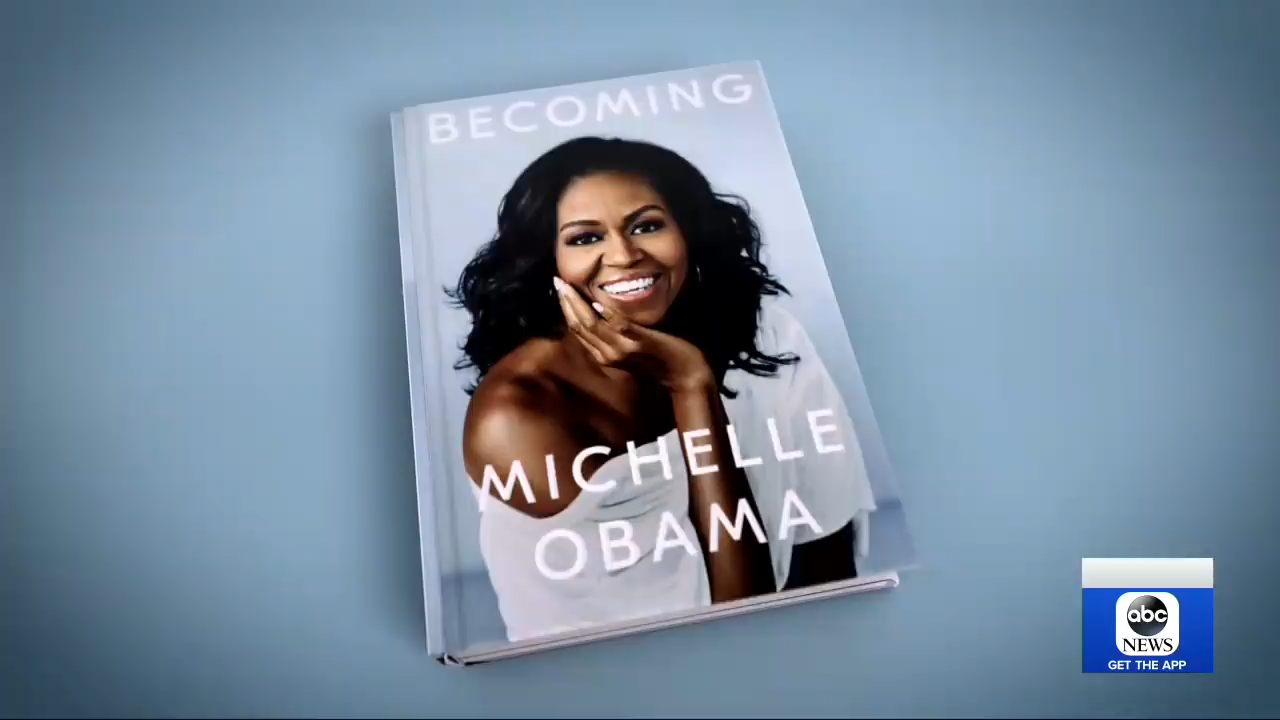 BECOMING
MICHELLE
OBAMA
abc
NEWS
GET THE APP